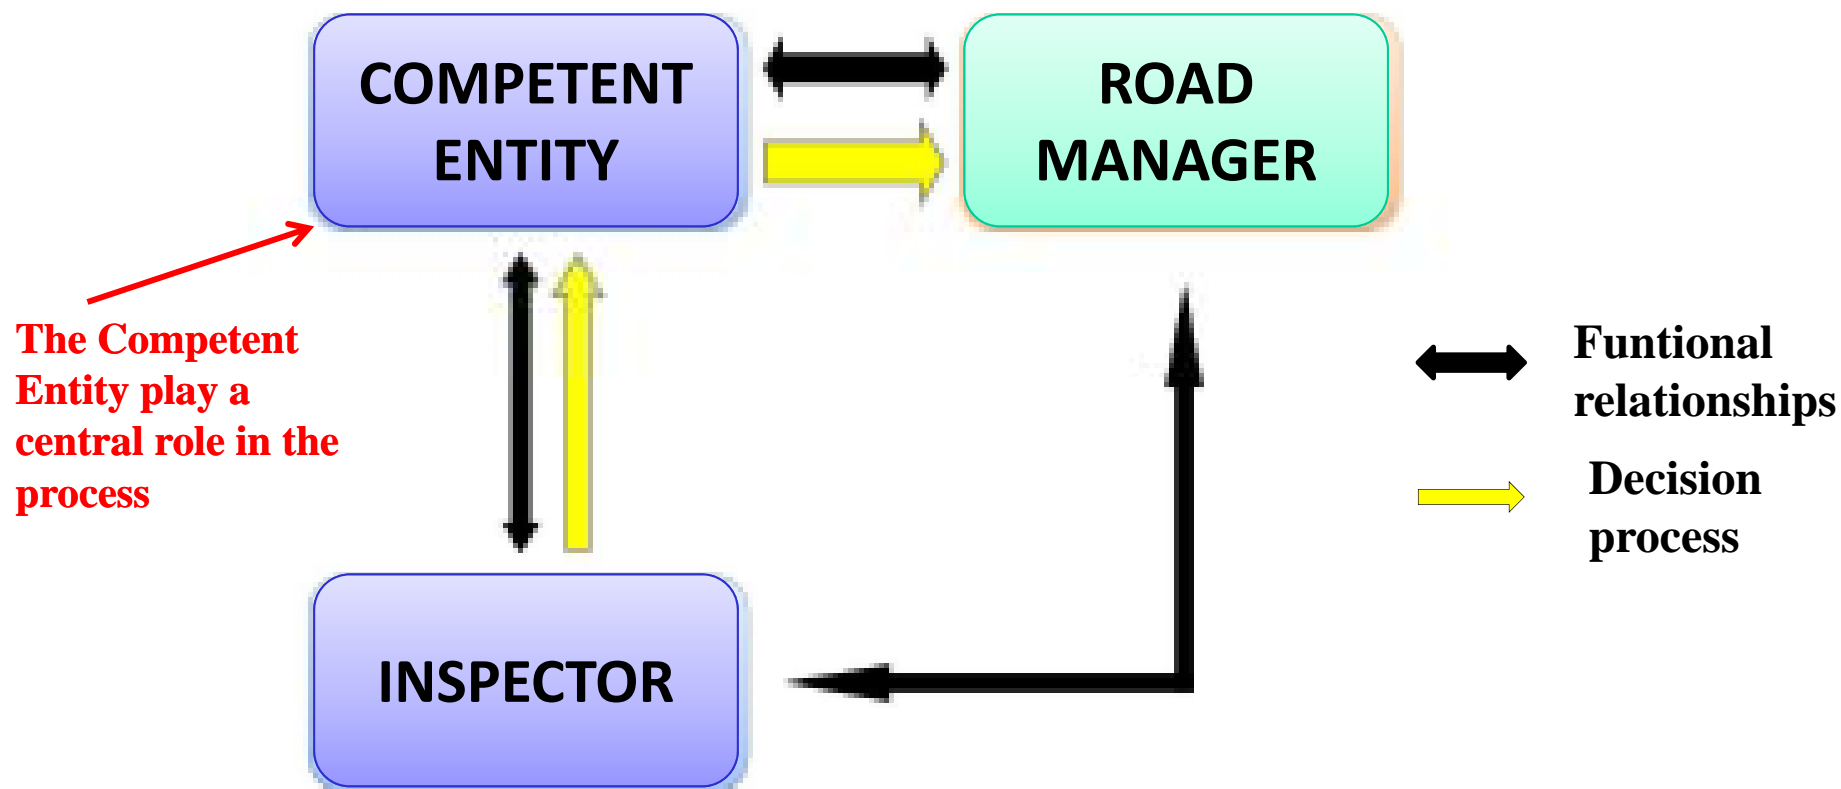 COMPETENT
ENTITY
ROAD
MANAGER
The Competent
Entity play a
central role in the
process
Funtional
relationships
Decision
process
INSPECTOR